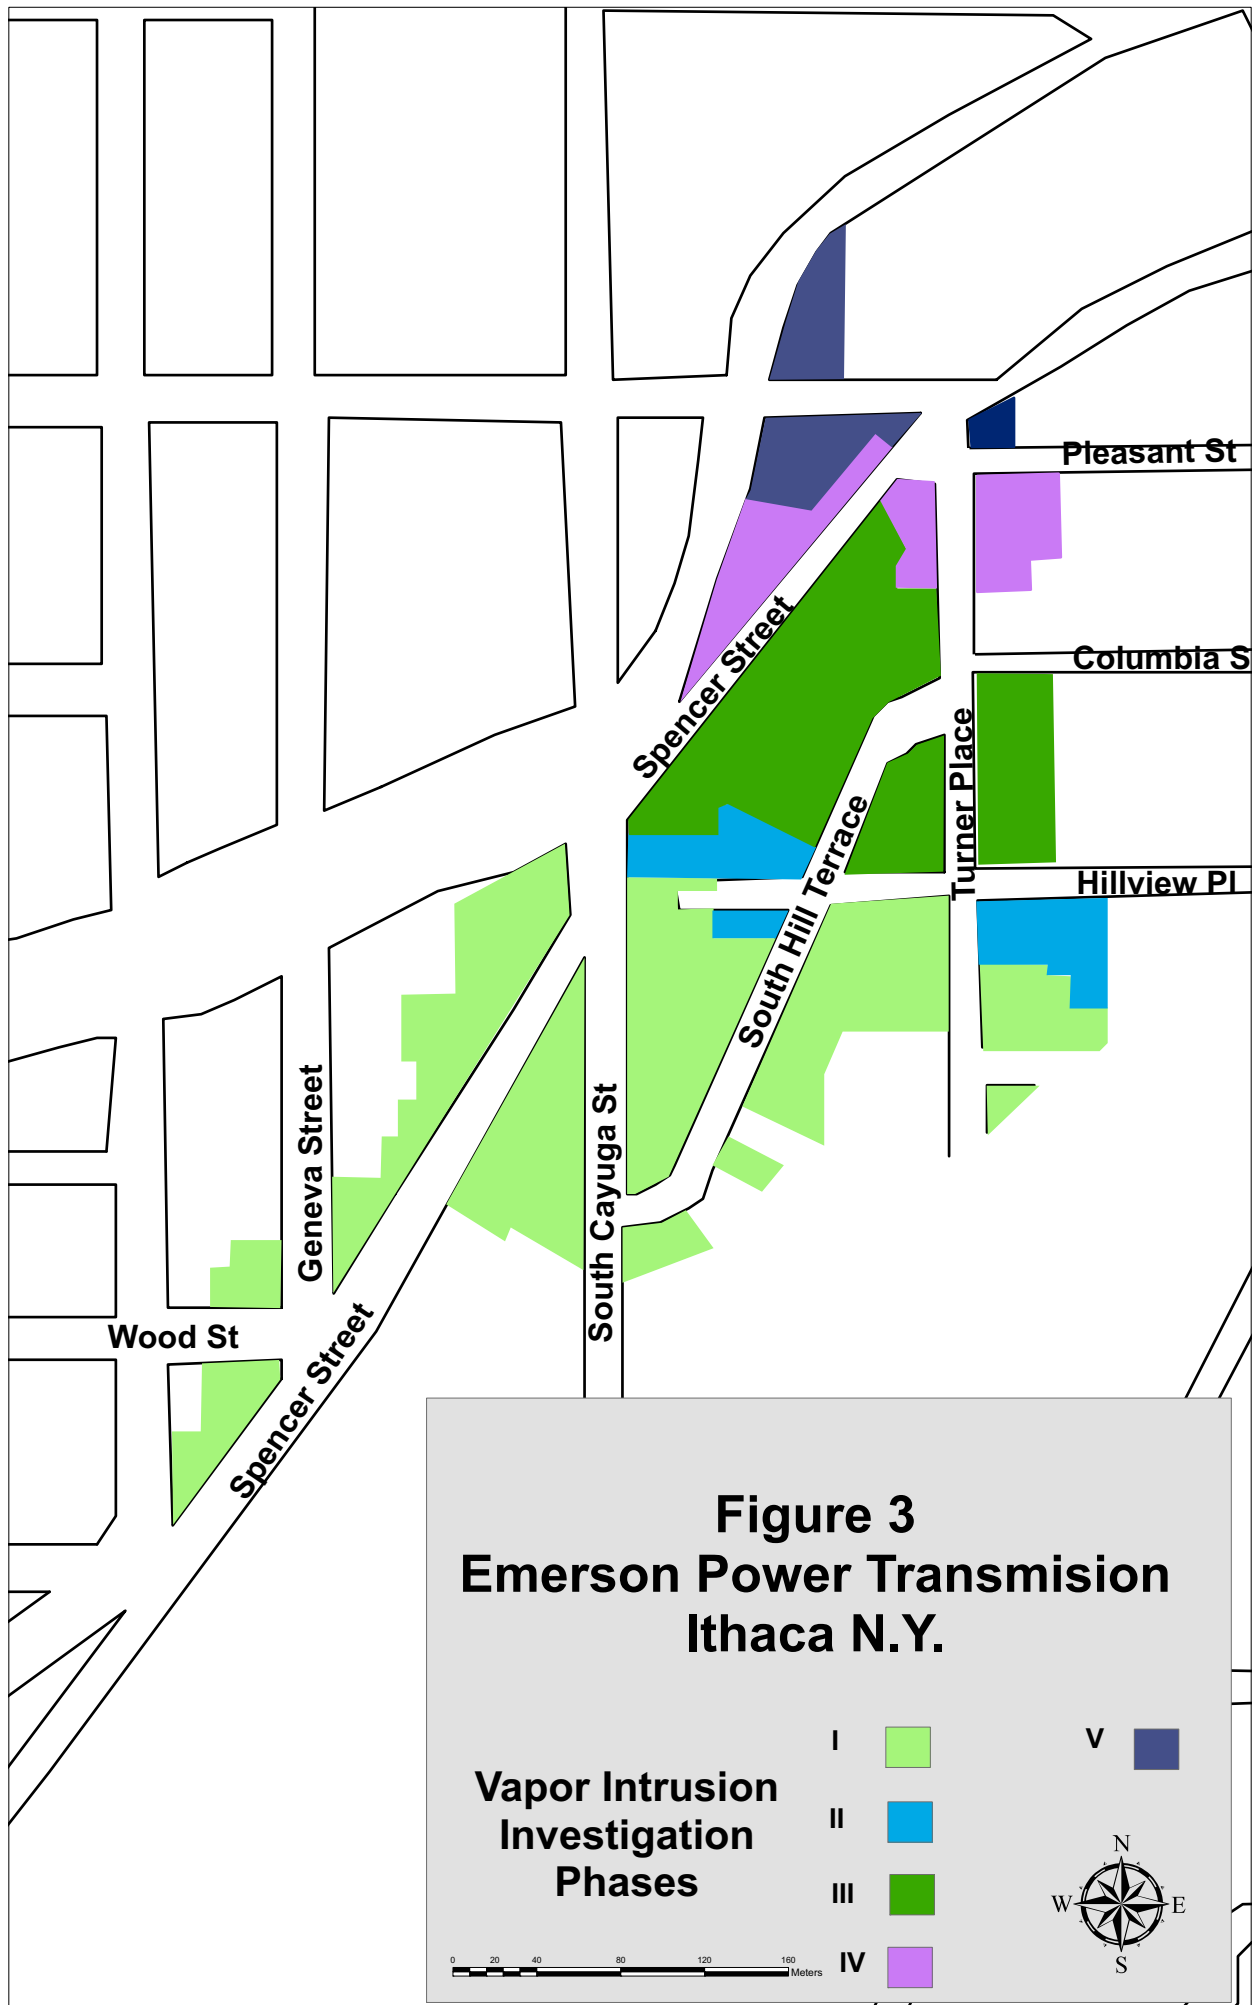 Pleasant St
Spencer Street
Columbia S
Turner Place
South Hill Terrace
Hillview Pl
Geneva Street
South Cayuga St
Wood St
Spencer Street
Figure 3
Emerson Power Transmision
Ithaca N.Y.
Vapor Intrusion
Investigation
Phases
I
II
III
IV
V
N
W E
S
0 20 40 80 120 160
Meters